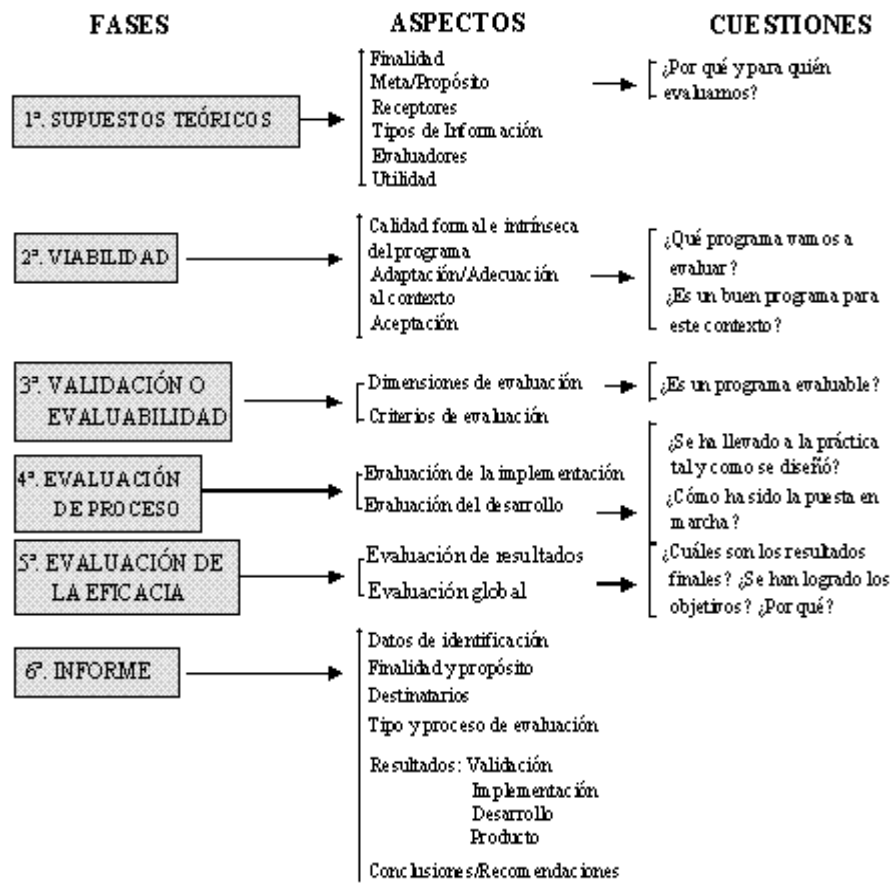 FASES
ASPECTOS
CUESTIONES
1ª. SUPUESTOS TEÓRICOS
Finalidad
Meta/Propósito
Receptores
Tipos de Información
Evaluadores
Utilidad
¿Por qué y para quién
evaluamos?
2ª. VIABILIDAD
Calidad formal e intrínseca
del programa
Adaptación/Adecuación
al contexto
Aceptación
¿Qué programa vamos a
evaluar?
¿Es un buen programa para
este contexto?
3ª. VALIDACIÓN O
EVALUABILIDAD
Dimensiones de evaluación
Criterios de evaluación
¿Es un programa evaluable?
4ª. EVALUACIÓN
DE PROCESO
Evaluación de la implementación
Evaluación del desarrollo
¿Se ha llevado a la práctica
tal y como se diseñó?
¿Cómo ha sido la puesta en
marcha?
5ª. EVALUACIÓN DE
LA EFICACIA
Evaluación de resultados
Evaluación global
¿Cuáles son los resultados
finales? ¿Se han logrado los
objetivos? ¿Por qué?
6ª. INFORME
Datos de identificación
Finalidad y propósito
Destinatarios
Tipo y proceso de evaluación
Resultados: Validación
Implementación
Desarrollo
Producto
Conclusiones/Recomendaciones